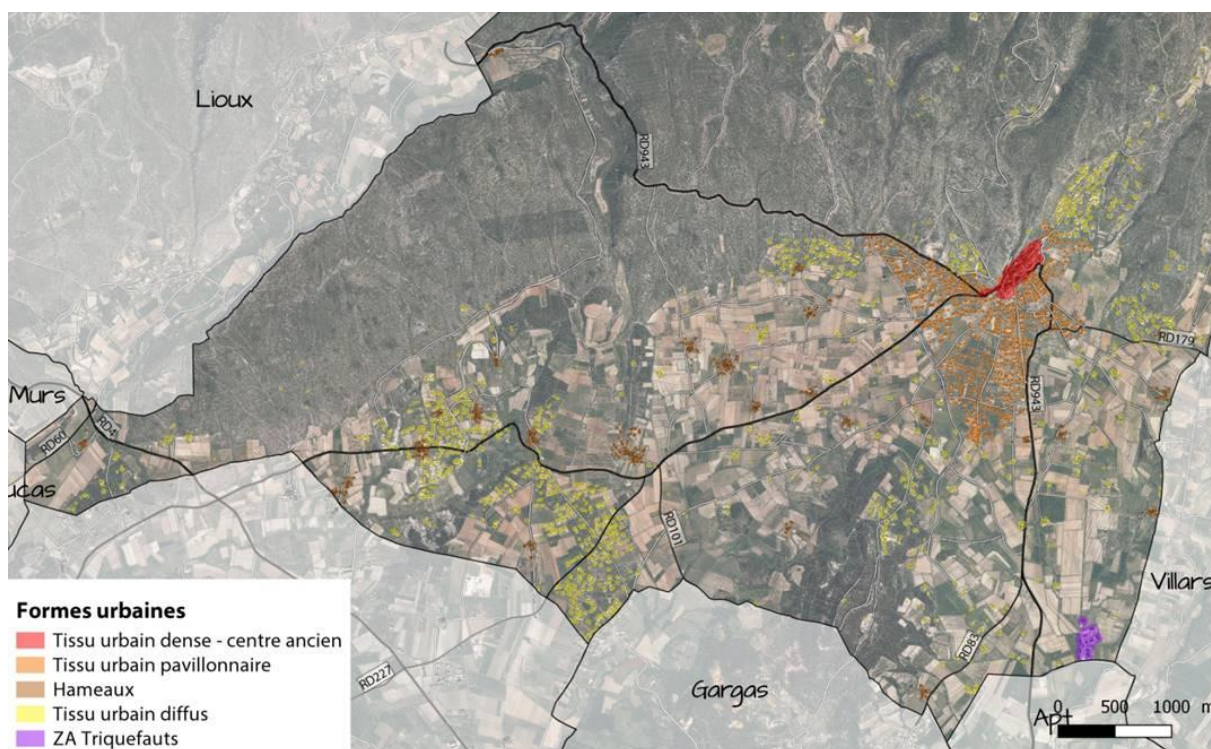 Lioux
RD943
RD179
Murs
RD60
RD4
ucas
RD943
RD101
Villars
RD83
RD227
Gargas
Apt
0 500 1000 m
Formes urbaines
Tissu urbain dense - centre ancien
Tissu urbain pavillonnaire
Hameaux
Tissu urbain diffus
ZA Triquefauts